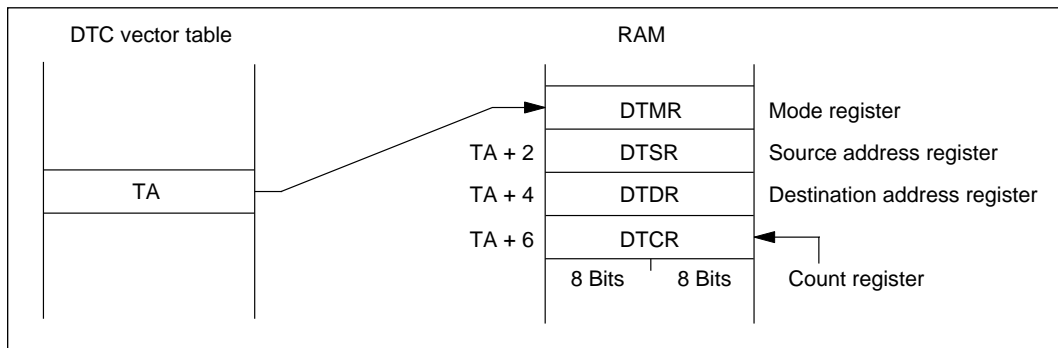 DTC vector table
RAM
DTMR Mode register
TA + 2 DTSR Source address register
TA
TA + 4 DTDR Destination address register
TA + 6 DTCR
8 Bits 8 Bits Count register